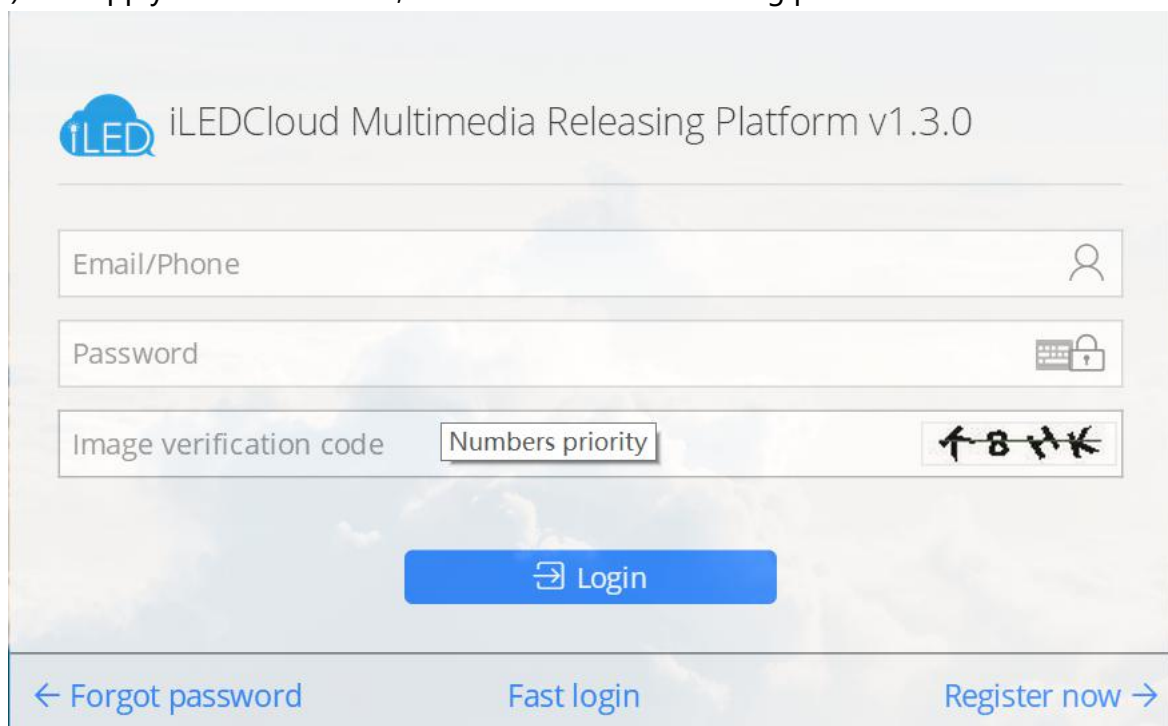 iLED iLEDCloud Multimedia Releasing Platform v1.3.0
Email/Phone
Password
Image verification code Numbers priority
Login
← Forgot password Fast login Register now →